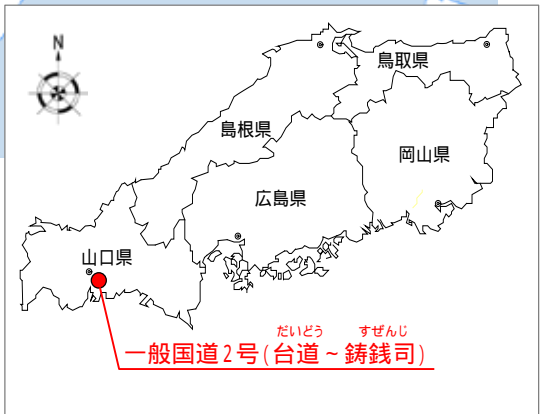 N
鳥取県
島根県
岡山県
広島県
山口県
だいどう すぜんじ
一般国道2号(台道~鋳銭司)